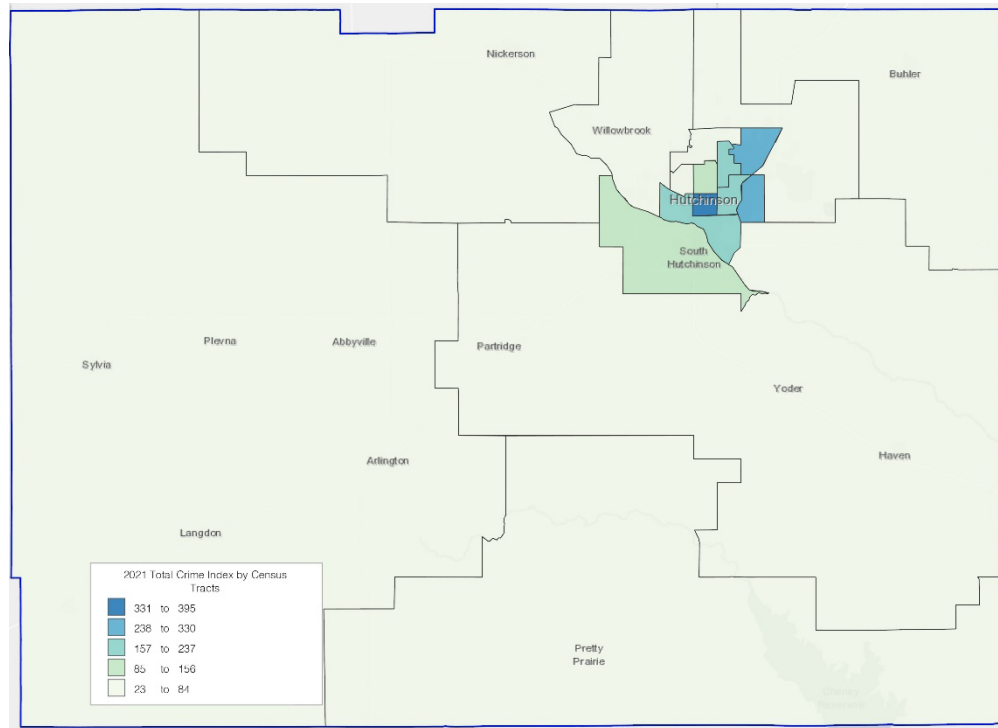 Nickerson
Buhler
Willowbrook
Hutchinson
South
Hutchinson
Plevna
Abbyville
Partridge
Sylvia
Yoder
Arlington
Haven
Langdon
2021 Total Crime Index by Census
Tracts
331 to 395
238 to 330
157 to 237
85 to 156
23 to 84
Pretty
Prairie